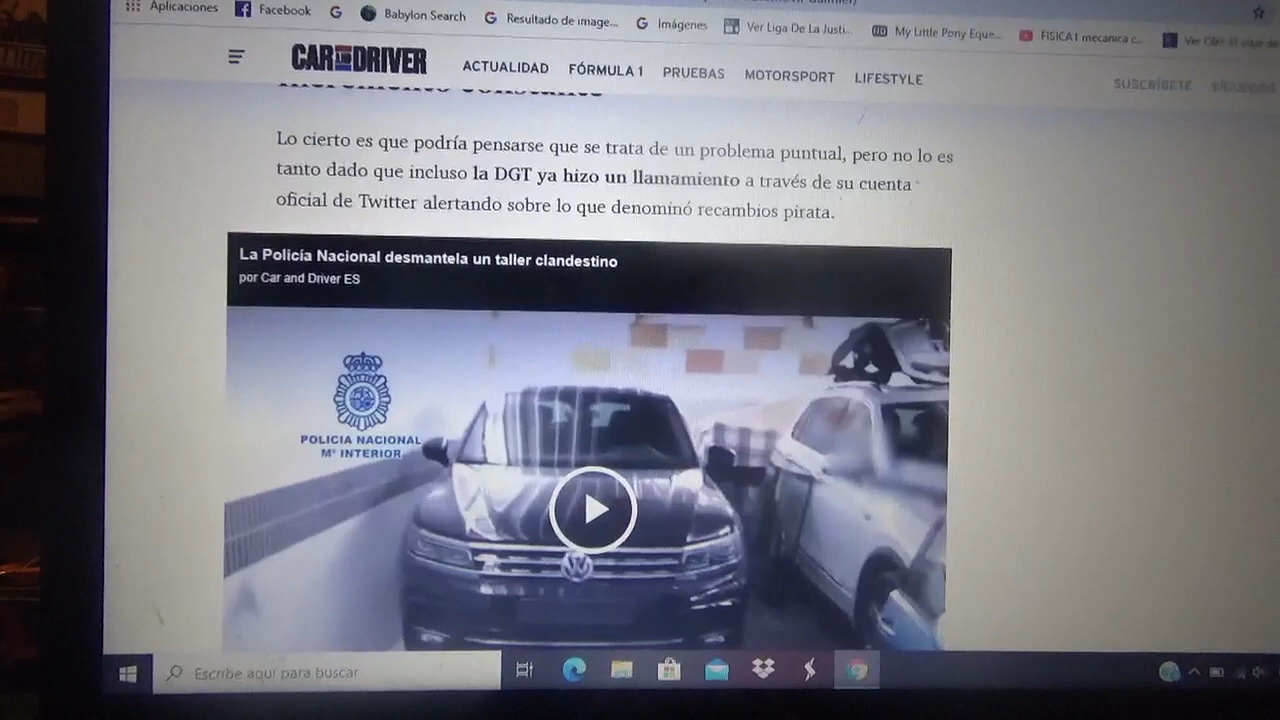 Aplicaciones Facebook Babylon Search Resultado de image... Imágenes Ver Liga De La Justi... My Little Pony Eque... FISICA1 mecanica c...
CAR AND DRIVER ACTUALIDAD FÓRMULA 1 PRUEBAS MOTORSPORT LIFESTYLE SUSCRÍBETE
Lo cierto es que podría pensarse que se trata de un problema puntual, pero no lo es
tanto dado que incluso la DGT ya hizo un llamamiento a través de su cuenta
oficial de Twitter alertando sobre lo que denominó recambios pirata.
La Policía Nacional desmantela un taller clandestino
por Car and Driver ES
POLICIA NACIONAL
Mº INTERIOR
Escribe aquí para buscar